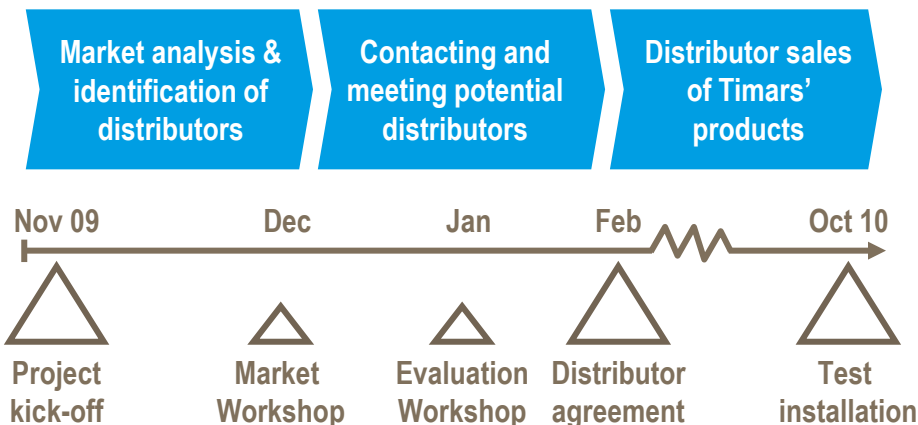 Market analysis &
identification of
distributors
Contacting and
meeting potential
distributors
Distributor sales
of Timars’
products
Nov 09
Dec
Jan
Feb
Oct 10
Project
kick-off
Market
Workshop
Evaluation
Workshop
Distributor
agreement
Test
installation